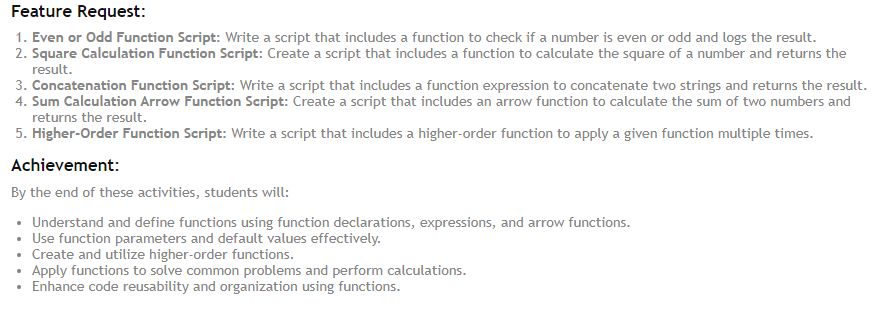 Feature Request:
1. Even or Odd Function Script: Write a script that includes a function to check if a number is even or odd and logs the result.
2. Square Calculation Function Script: Create a script that includes a function to calculate the square of a number and returns the
result.
3. Concatenation Function Script: Write a script that includes a function expression to concatenate two strings and returns the result.
4. Sum Calculation Arrow Function Script: Create a script that includes an arrow function to calculate the sum of two numbers and
returns the result.
5. Higher-Order Function Script: Write a script that includes a higher-order function to apply a given function multiple times.
Achievement:
By the end of these activities, students will:
• Understand and define functions using function declarations, expressions, and arrow functions.
• Use function parameters and default values effectively.
• Create and utilize higher-order functions.
• Apply functions to solve common problems and perform calculations.
• Enhance code reusability and organization using functions.